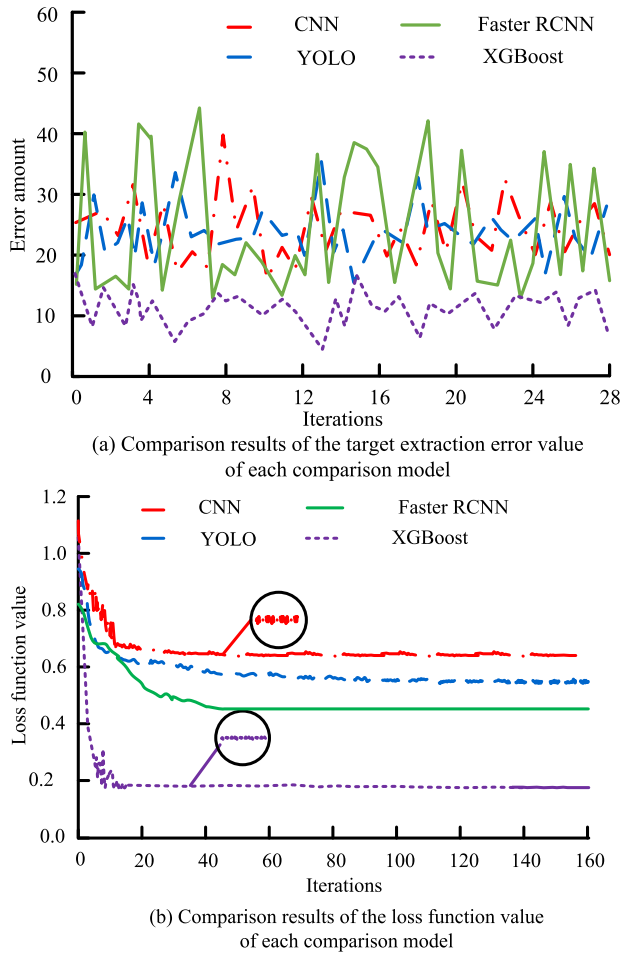 60
50
40
30
20
10
0
Error amount
CNN
Faster RCNN
YOLO
XGBoost
0 4 8 12 16 20 24 28
Iterations
(a) Comparison results of the target extraction error value
of each comparison model
1.2
1.0
0.8
0.6
0.4
0.2
0.0
Loss function value
CNN
Faster RCNN
YOLO
XGBoost
0 20 40 60 80 100 120 140 160
Iterations
(b) Comparison results of the loss function value
of each comparison model